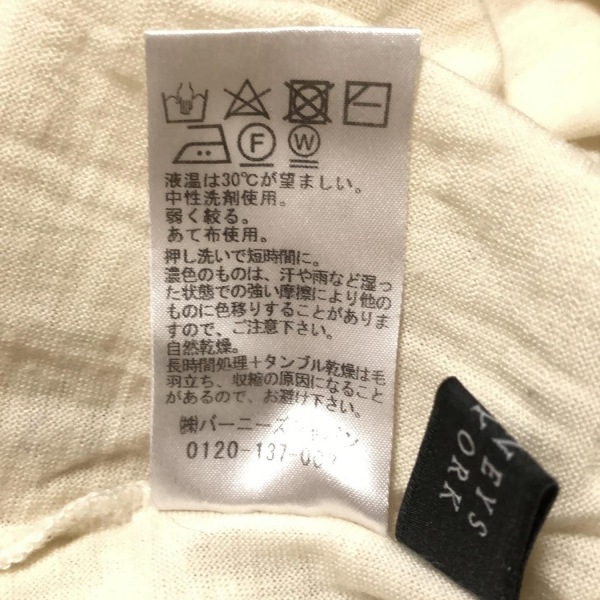 F W
液温は30℃が望ましい。
中性洗剤使用。
弱く絞る。
あて布使用。
押し洗いで短時間に。
濃色のものは、汗や雨など湿っ
た状態での強い摩擦により他の
ものに色移りすることがありま
すので、ご注意下さい。
自然乾燥。
長時間処理+タンブル乾燥は毛
羽立ち、収縮の原因になること
があるので、お避け下さい。
㈱バーニーズ
0120-137-00
NEYS
ORK